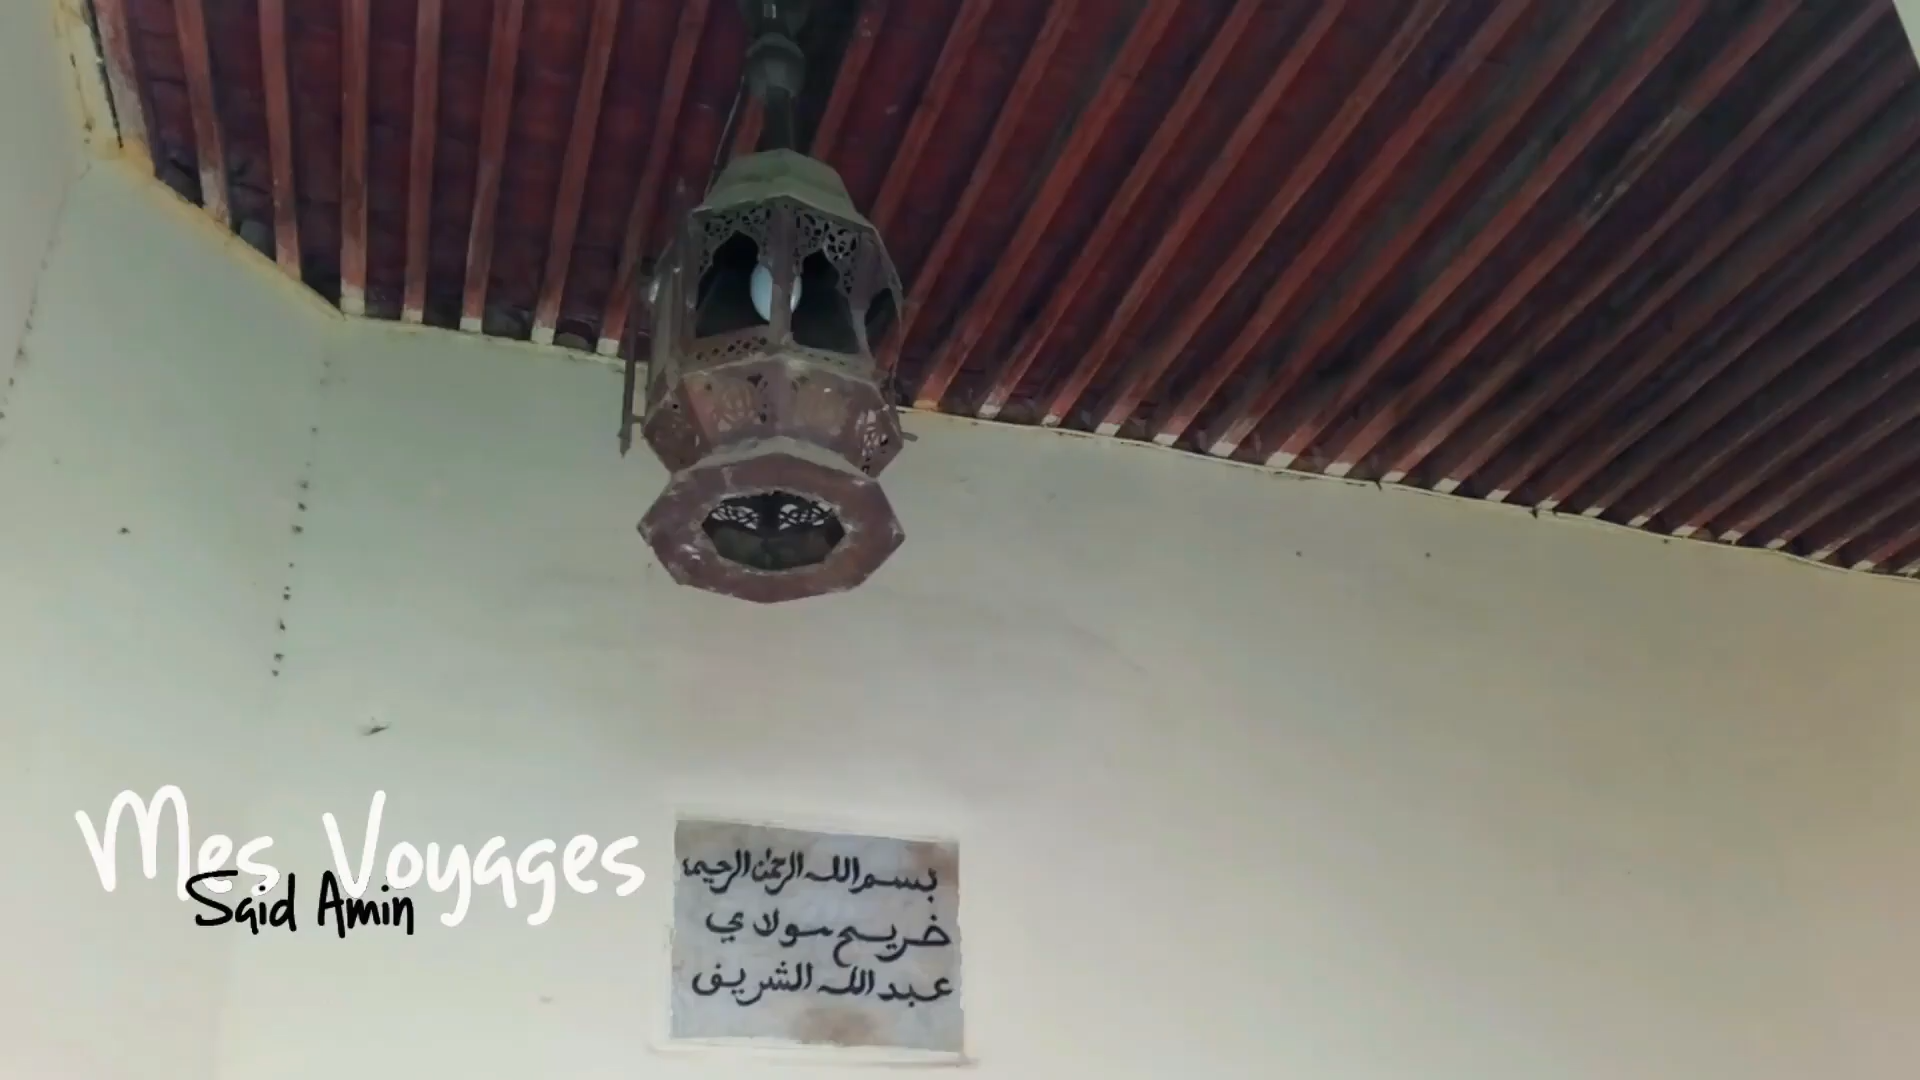 Mes Voyages
Said Amin
بسم الله الرحمن الرحيم
ضريح مولاي
عبد الله الشريف